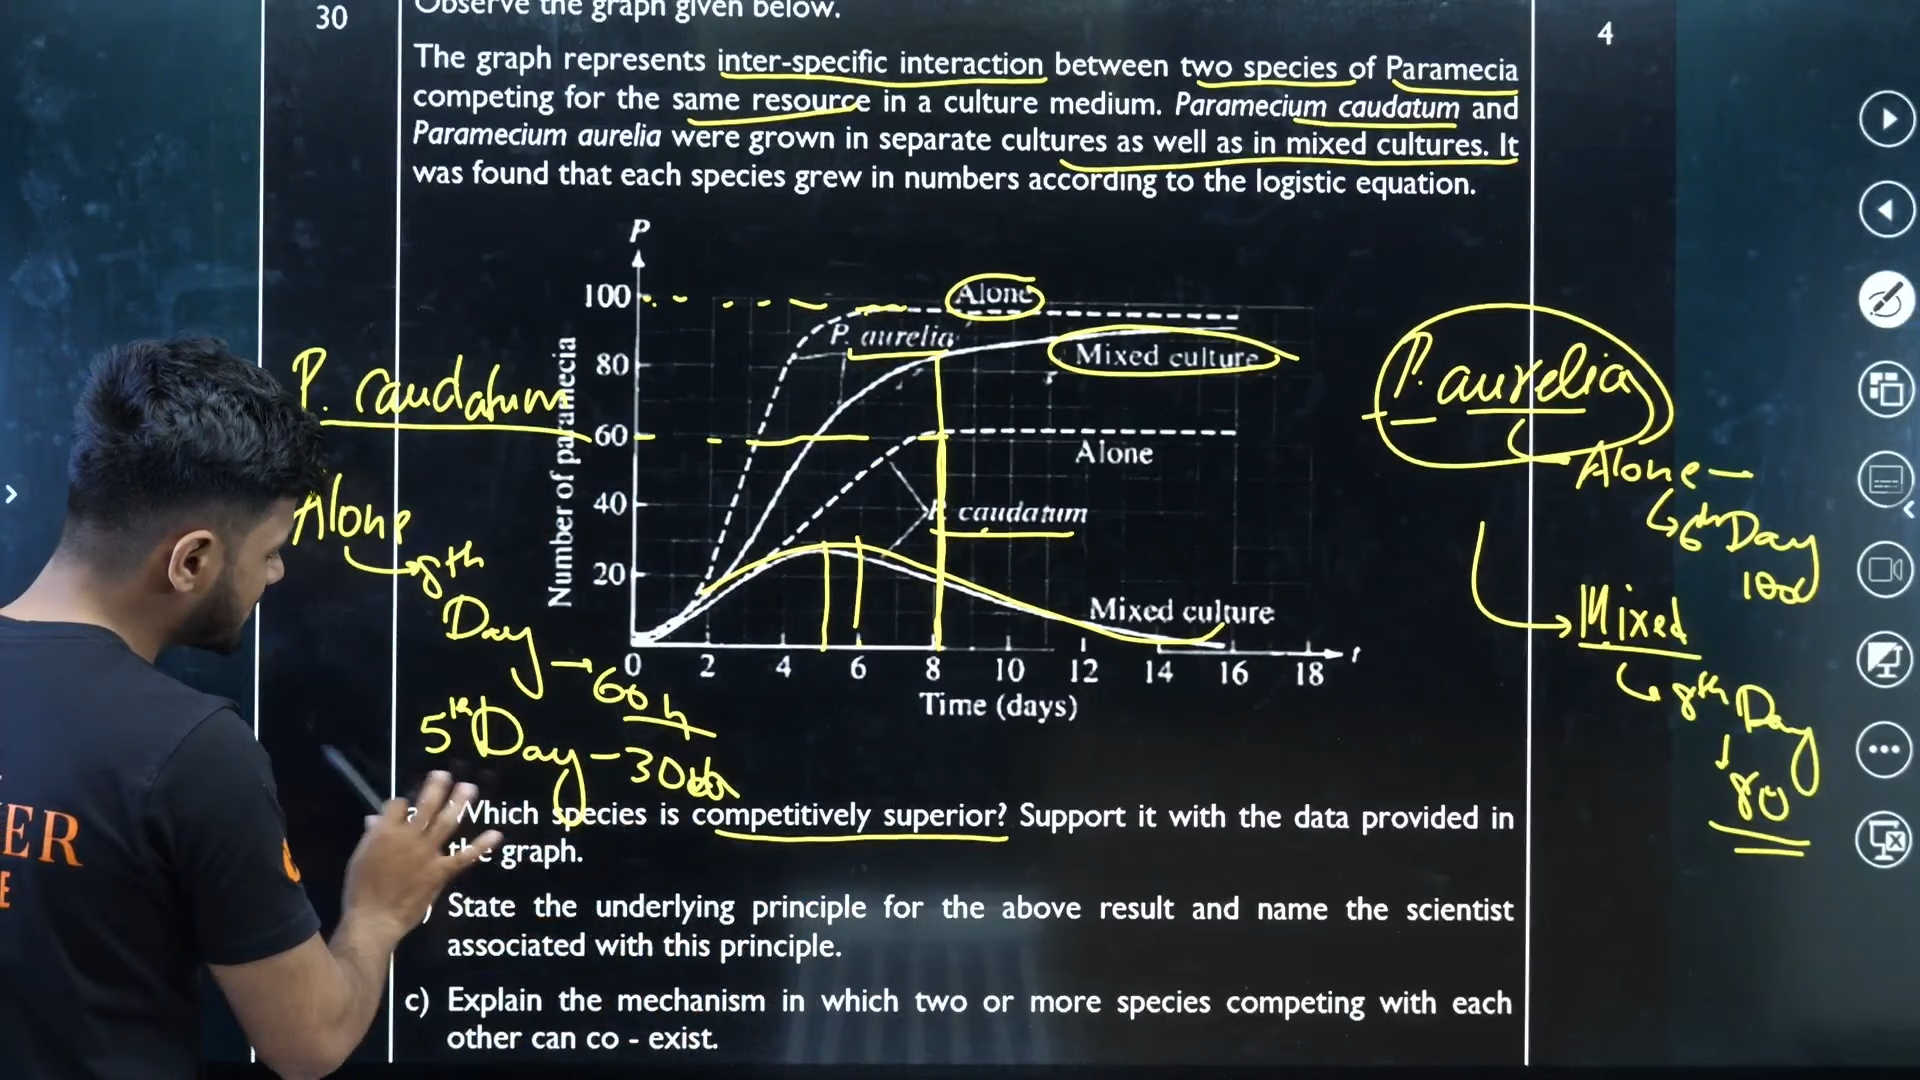 30
Observe the graph given below.
4
The graph represents inter-specific interaction between two species of Paramecia
competing for the same resource in a culture medium. Paramecium caudatum and
Paramecium aurelia were grown in separate cultures as well as in mixed cultures. It
was found that each species grew in numbers according to the logistic equation.
P
100
80
60
40
20
Number of paramecia
Alone
P. aurelia
Mixed culture
Alone
P. caudatum
Mixed culture
0 2 4 6 8 10 12 14 16 18
t
Time (days)
P. caudatum
Alone
8th
Day
60
5th Day - 30
P. aurelia
Alone
6th Day
100
Mixed
8th Day
80
Which species is competitively superior? Support it with the data provided in
the graph.
State the underlying principle for the above result and name the scientist
associated with this principle.
c) Explain the mechanism in which two or more species competing with each
other can co - exist.
ER
E